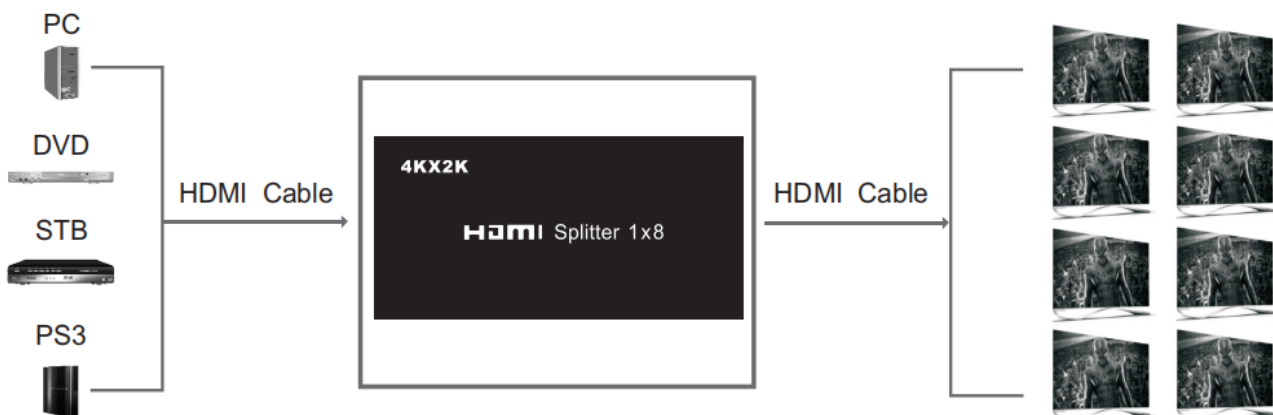 PC
DVD
STB
PS3
HDMI Cable
4KX2K
HDMI Splitter 1x8
HDMI Cable